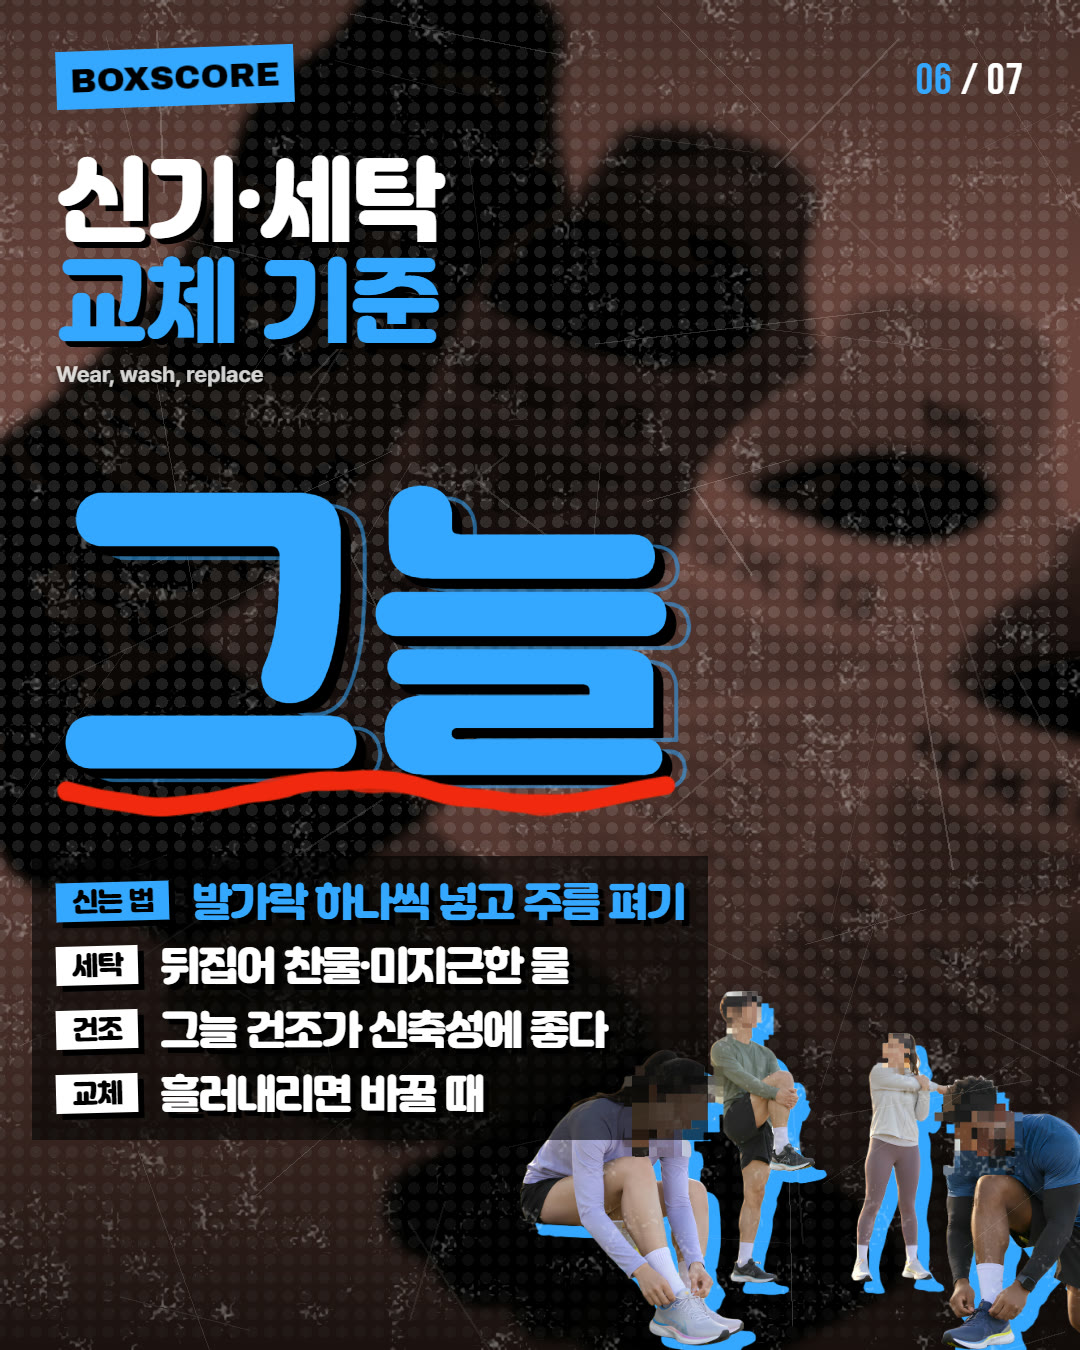 BOXSCORE
06 / 07
신기·세탁
교체 기준
Wear, wash, replace
그늘
신는 법 발가락 하나씩 넣고 주름 펴기
세탁 뒤집어 찬물·미지근한 물
건조 그늘 건조가 신축성에 좋다
교체 흘러내리면 바꿀 때